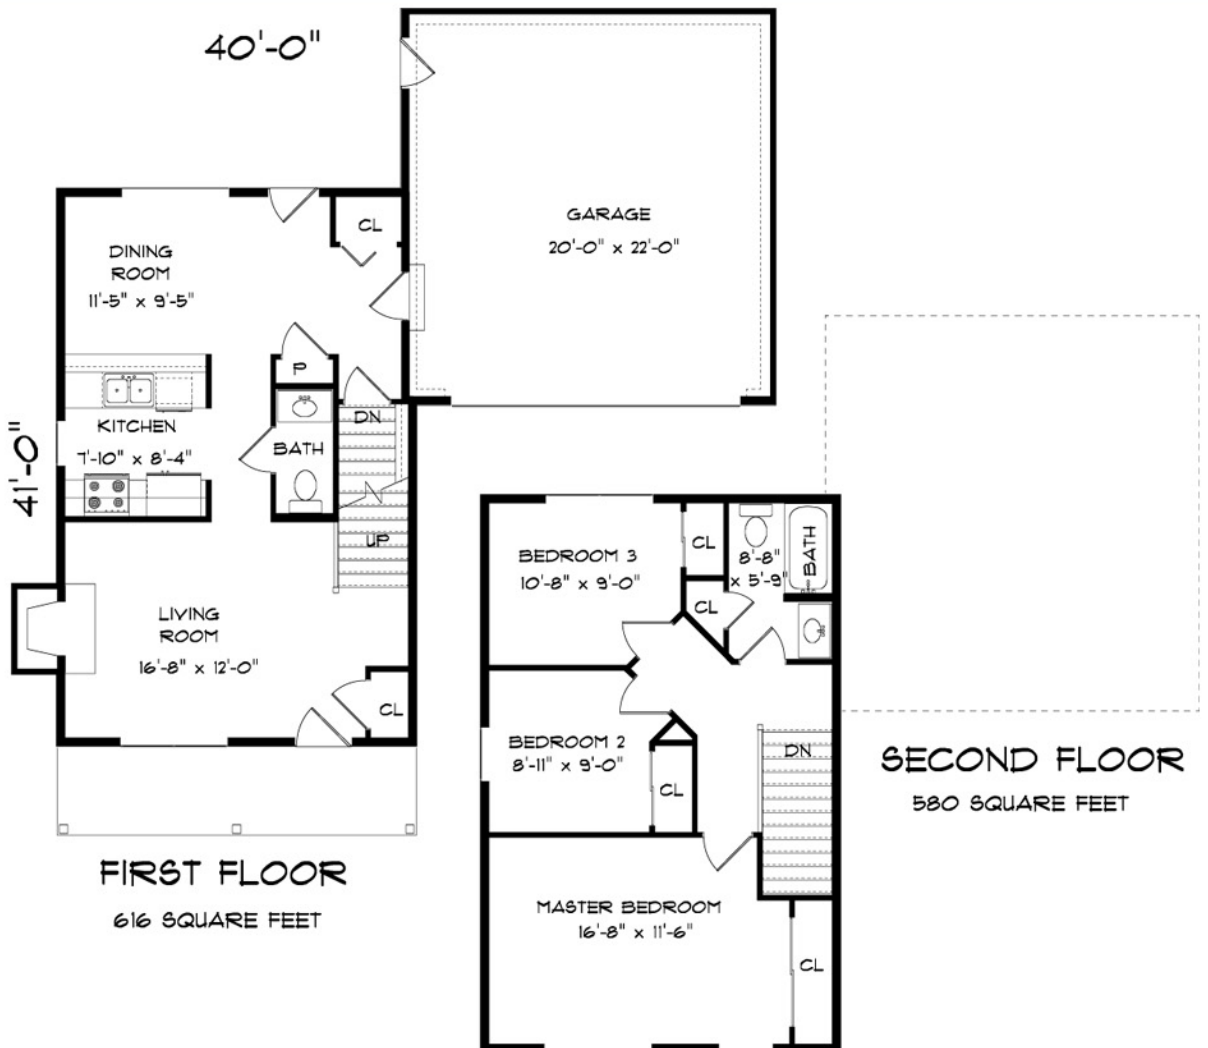 40'-0"
GARAGE
20'-0" x 22'-0"
CL
DINING
ROOM
11'-5" x 9'-5"
P
KITCHEN
7'-10" x 8'-4"
BATH
DN
UP
41'-0"
LIVING
ROOM
16'-8" x 12'-0"
CL
FIRST FLOOR
616 SQUARE FEET
BEDROOM 3
10'-8" x 9'-0"
CL
8'-8"
x 5'-9"
BATH
CL
BEDROOM 2
8'-11" x 9'-0"
CL
DN
MASTER BEDROOM
16'-8" x 11'-6"
CL
SECOND FLOOR
580 SQUARE FEET